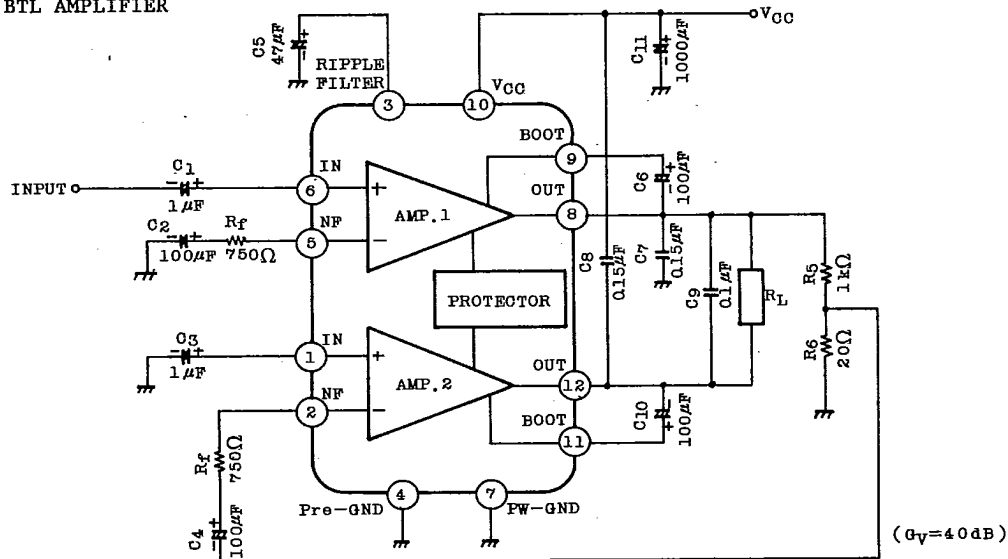 BTL AMPLIFIER
VCC
C5
47μF
RIPPLE
FILTER
VCC
C11
1000μF
3
10
BOOT
9
INPUT
C1
1μF
IN
6
OUT
8
C6
100μF
C2
100μF
Rf
750Ω
NF
5
AMP.1
C8
0.15μF
C7
0.15μF
C9
0.1μF
RL
R5
1kΩ
PROTECTOR
C3
1μF
IN
1
AMP.2
OUT
12
R6
20Ω
NF
2
BOOT
11
C10
100μF
Rf
750Ω
Pre-GND
4
7
PW-GND
C4
100μF
(GV=40dB)